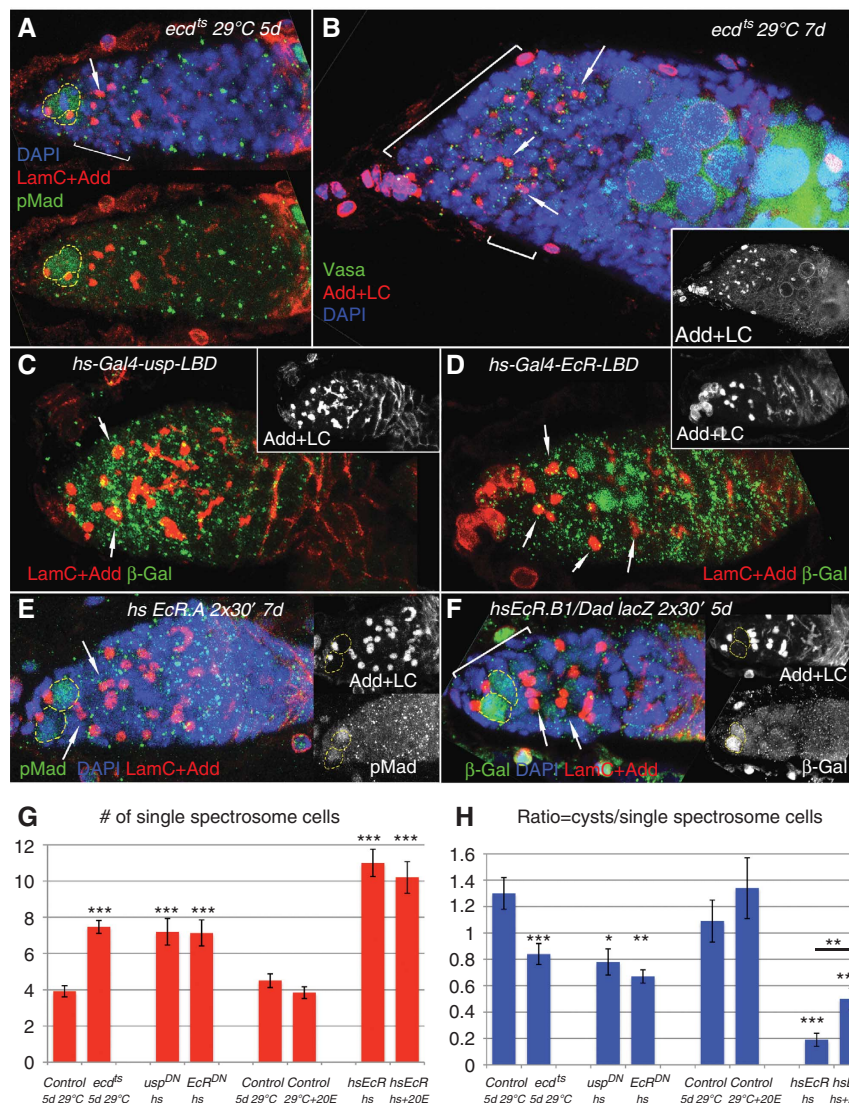 A
ecd^ts 29°C 5d
DAPI
LamC+Add
pMad
B
ecd^ts 29°C 7d
Vasa
Add+LC
DAPI
Add+LC
C
hs-Gal4-usp-LBD
Add+LC
LamC+Add β-Gal
D
hs-Gal4-EcR-LBD
Add+LC
LamC+Add β-Gal
E
hs EcR.A 2x30′ 7d
Add+LC
pMad DAPI LamC+Add
pMad
F
hsEcR.B1/Dad lacZ 2x30′ 5d
Add+LC
β-Gal DAPI LamC+Add
β-Gal
G
# of single spectrosome cells
12
10
8
6
4
2
0
***
***
***
***
***
Control 5d 29°C
ecd^ts 5d 29°C
usp^DN hs
EcR^DN hs
Control 5d 29°C
Control 29°C+20E
hsEcR hs
hsEcR hs+20E
H
Ratio=cysts/single spectrosome cells
1.6
1.4
1.2
1
0.8
0.6
0.4
0.2
0
***
*
**
**
***
Control 5d 29°C
ecd^ts 5d 29°C
usp^DN hs
EcR^DN hs
Control 5d 29°C
Control 29°C+20E
hsEcR hs